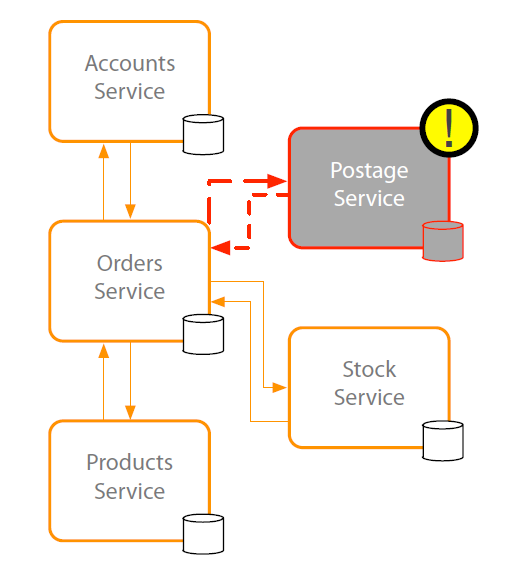 Accounts
Service
Postage
Service
!
Orders
Service
Stock
Service
Products
Service